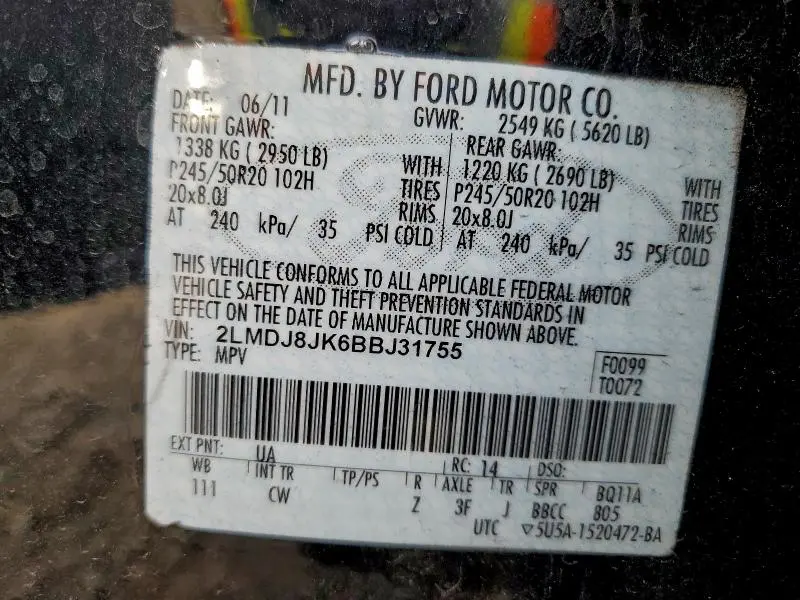 MFD. BY FORD MOTOR CO.
DATE: 06/11 GVWR: 2549 KG ( 5620 LB)
FRONT GAWR: REAR GAWR:
1338 KG ( 2950 LB) WITH 1220 KG ( 2690 LB) WITH
P245/50R20 102H TIRES P245/50R20 102H TIRES
20x8.0J RIMS 20x8.0J RIMS
AT 240 kPa/ 35 PSI COLD AT 240 kPa/ 35 PSI COLD
THIS VEHICLE CONFORMS TO ALL APPLICABLE FEDERAL MOTOR
VEHICLE SAFETY AND THEFT PREVENTION STANDARDS IN
EFFECT ON THE DATE OF MANUFACTURE SHOWN ABOVE.
VIN: 2LMDJ8JK6BBJ31755
TYPE: MPV
F0099
T0072
EXT PNT: UA RC: 14 DSO:
WB INT TR TP/PS R AXLE TR SPR BQ11A
111 CW Z 3F J BBCC 805
UTC ▽5U5A-1520472-BA